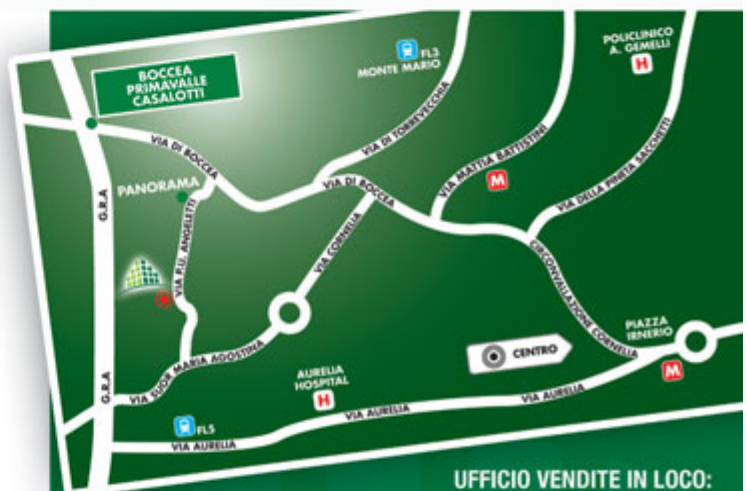 BOCCEA
PRIMAVALLE
CASALOTTI
FL3
MONTE MARIO
POLICLINICO
A. GEMELLI
H
VIA DI BOCCEA
VIA DI TORREVECCHIA
VIA MATTIA BATTISTINI
M
VIA DELLA PINETA SACCHETTI
G.R.A
PANORAMA
VIA DI BOCCEA
VIA P.U. ANGELETTI
VIA CORNELIA
CIRCONVALLAZIONE CORNELIA
PIAZZA
IRNERIO
M
CENTRO
VIA SUOR MARIA AGOSTINA
AURELIA
HOSPITAL
H
G.R.A
FL5
VIA AURELIA
VIA AURELIA
VIA AURELIA
UFFICIO VENDITE IN LOCO: